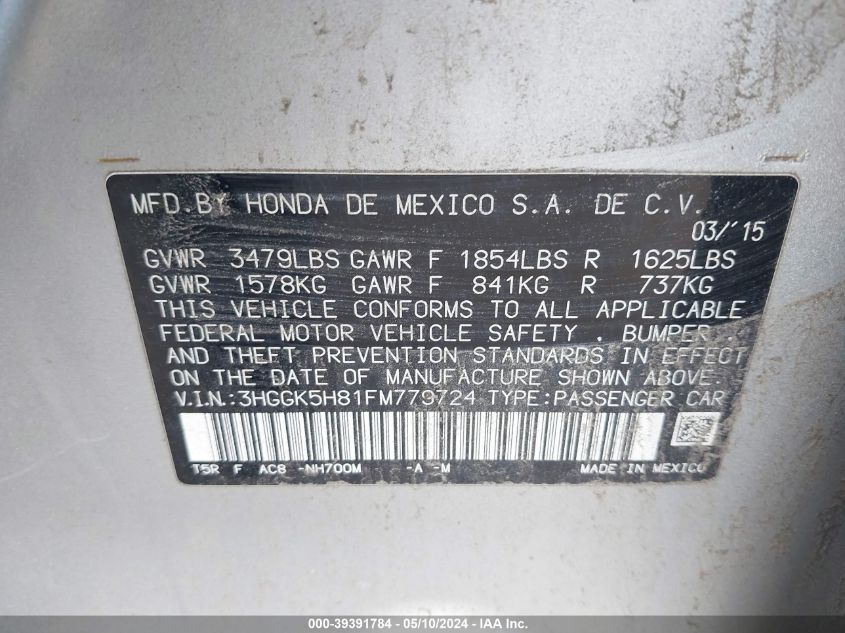 MFD.BY HONDA DE MEXICO S.A. DE C.V.
03/'15
GVWR 3479LBS GAWR F 1854LBS R 1625LBS
GVWR 1578KG GAWR F 841KG R 737KG
THIS VEHICLE CONFORMS TO ALL APPLICABLE
FEDERAL MOTOR VEHICLE SAFETY , BUMPER ,
AND THEFT PREVENTION STANDARDS IN EFFECT
ON THE DATE OF MANUFACTURE SHOWN ABOVE.
V.I.N.:3HGGK5H81FM779724 TYPE:PASSENGER CAR
T5R F AC8 -NH700M -A -M MADE IN MEXICO
000-39391784 - 05/10/2024 - IAA, Inc.